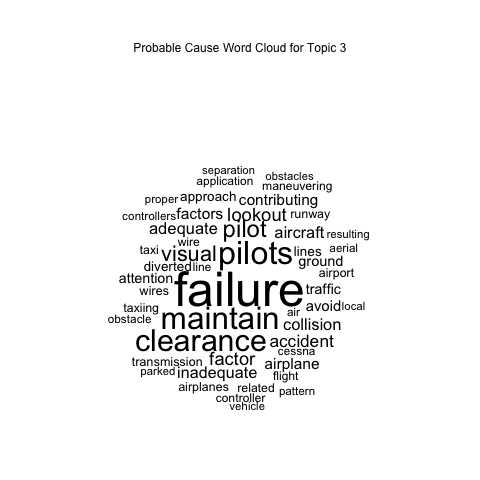 Probable Cause Word Cloud for Topic 3
separation
obstacles
application
maneuvering
proper approach contributing
controllers factors lookout runway
adequate pilot aircraft resulting
wire
taxi visual pilots lines aerial
diverted line ground
attention failure airport
wires traffic
taxiing maintain air avoid local
obstacle collision
clearance accident
cessna
transmission factor airplane
parked inadequate flight
airplanes related pattern
controller
vehicle